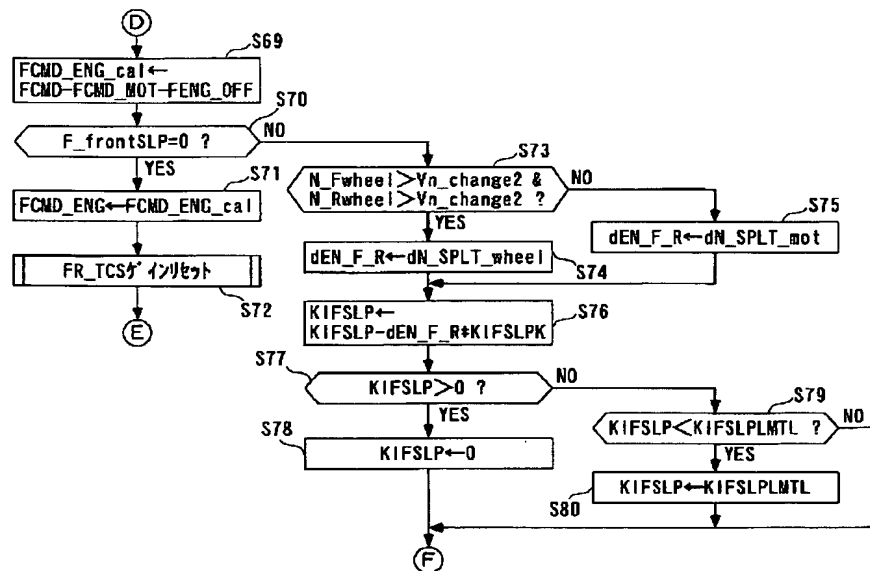 D
S69
FCMD_ENG_cal←
FCMD-FCMD_MOT-FENG_OFF
S70
F_frontSLP=0 ?
NO
YES
S71
FCMD_ENG←FCMD_ENG_cal
FR_TCSｹﾞｲﾝﾘｾｯﾄ
S72
E
S73
N_Fwheel>Vn_change2 &
N_Rwheel>Vn_change2 ?
NO
YES
S75
dEN_F_R←dN_SPLT_mot
dEN_F_R←dN_SPLT_wheel
S74
S76
KIFSLP←
KIFSLP-dEN_F_R*KIFSLPK
S77
KIFSLP>0 ?
NO
YES
S79
KIFSLP<KIFSLPLMTL ?
NO
YES
S78
KIFSLP←0
S80
KIFSLP←KIFSLPLMTL
F